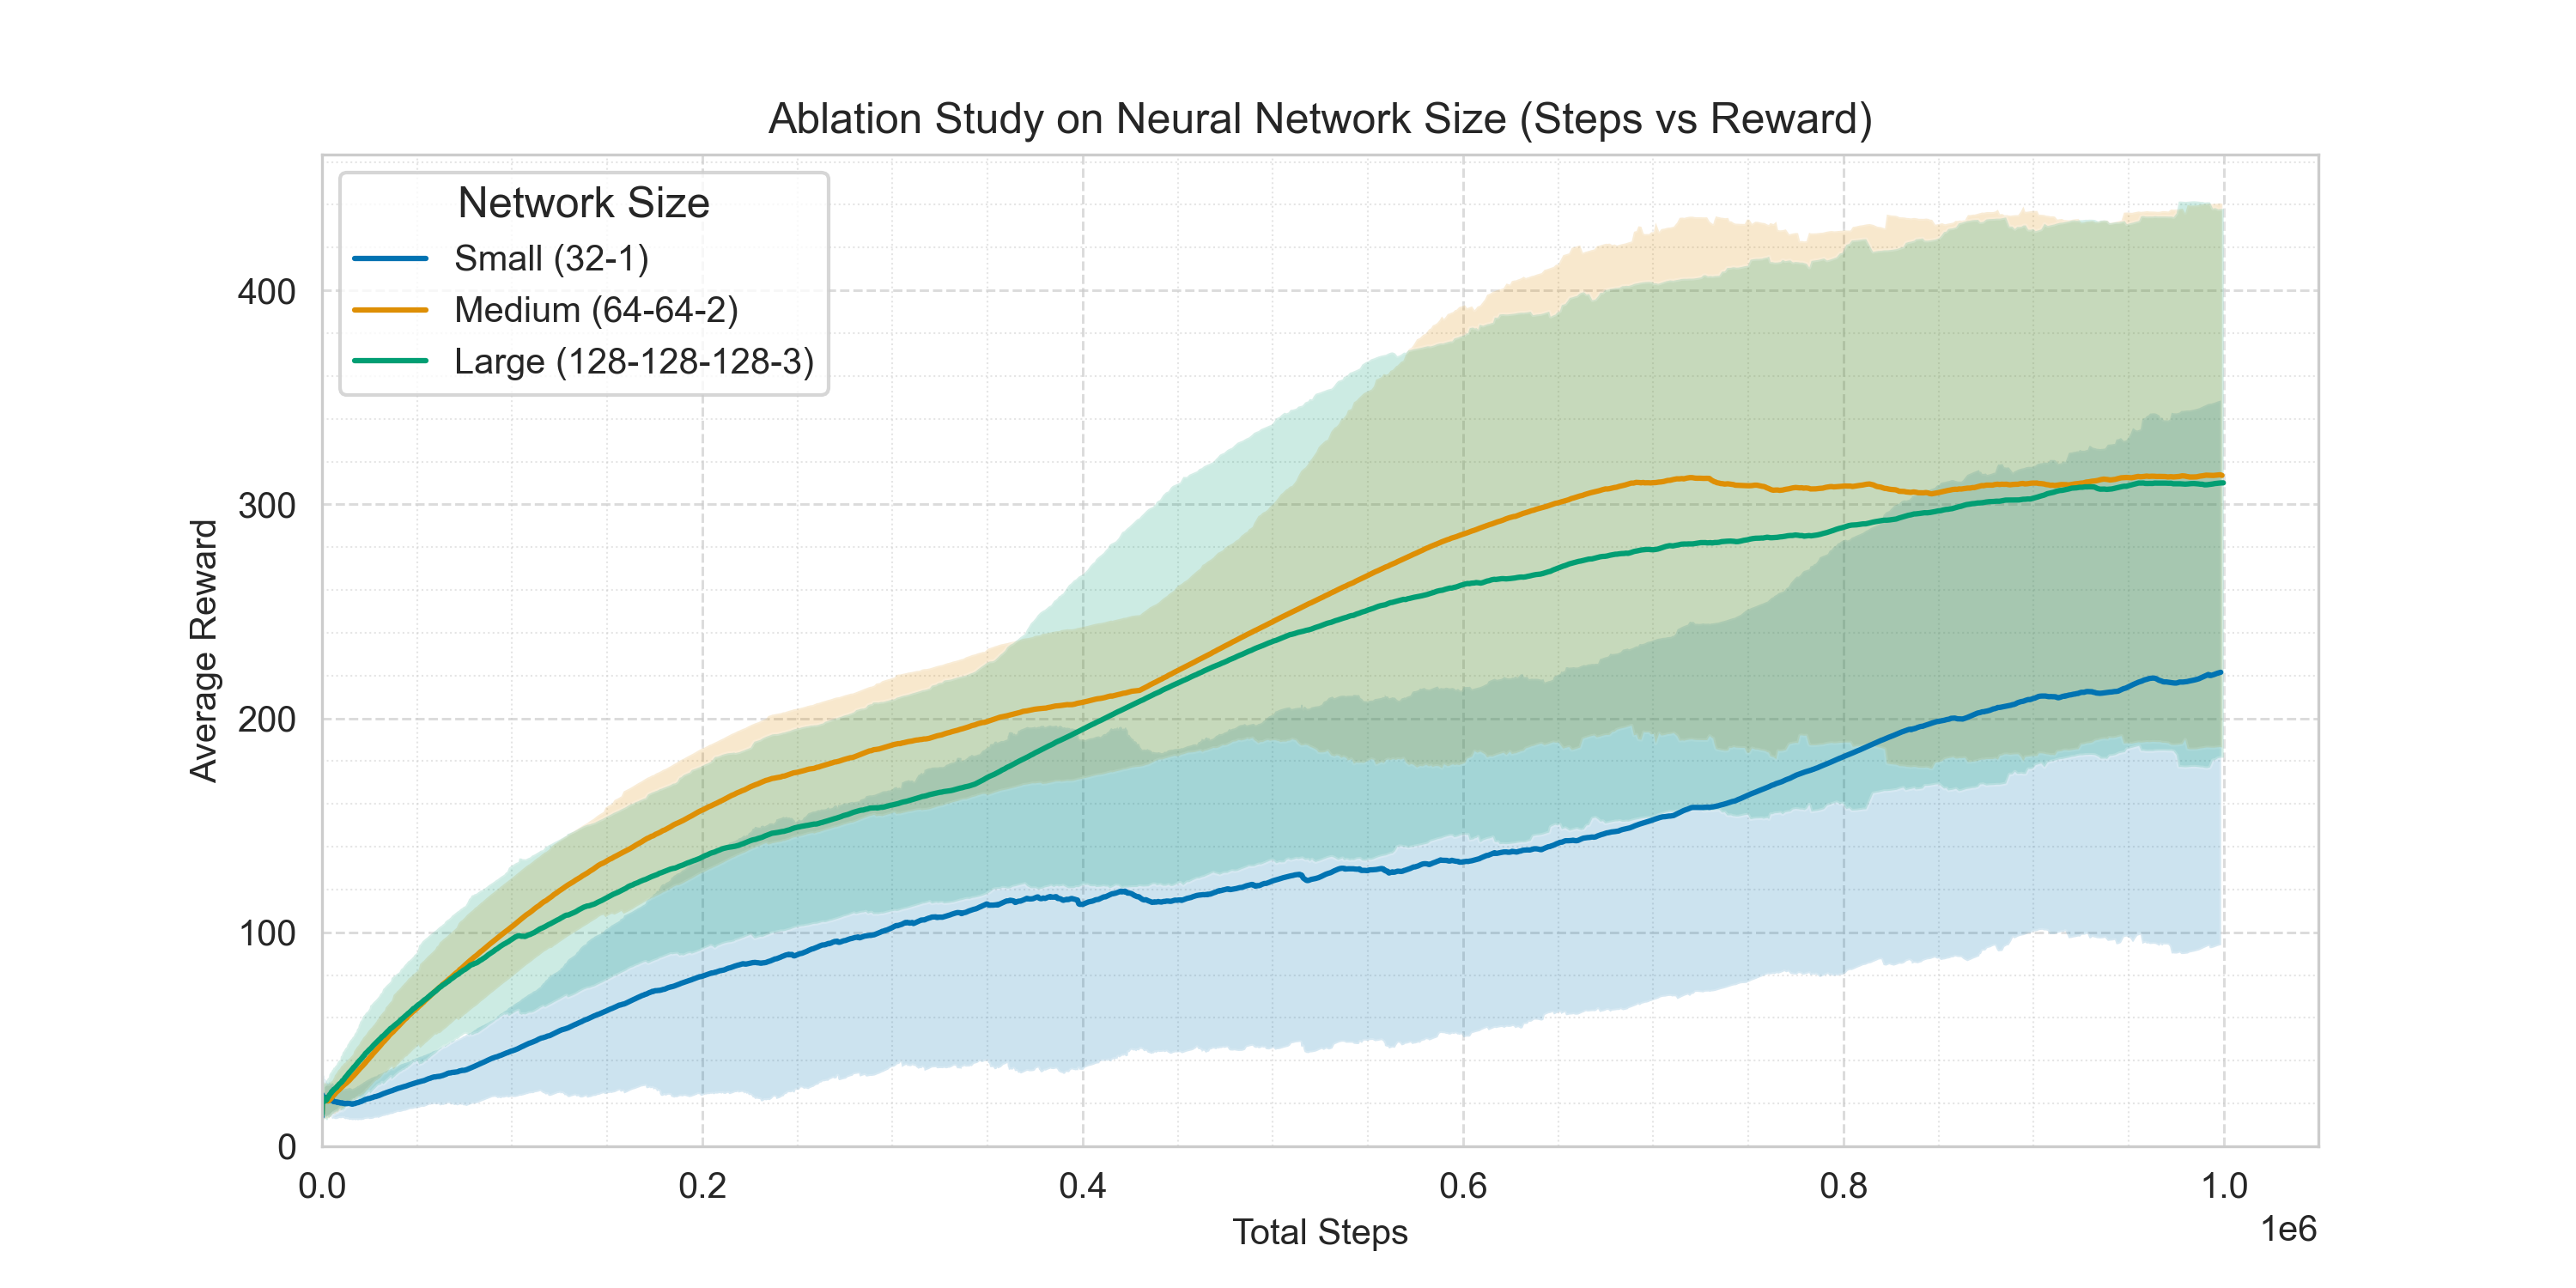 Ablation Study on Neural Network Size (Steps vs Reward)
Network Size
Small (32-1)
Medium (64-64-2)
Large (128-128-128-3)
Average Reward
400
300
200
100
0
0.0 0.2 0.4 0.6 0.8 1.0
1e6
Total Steps